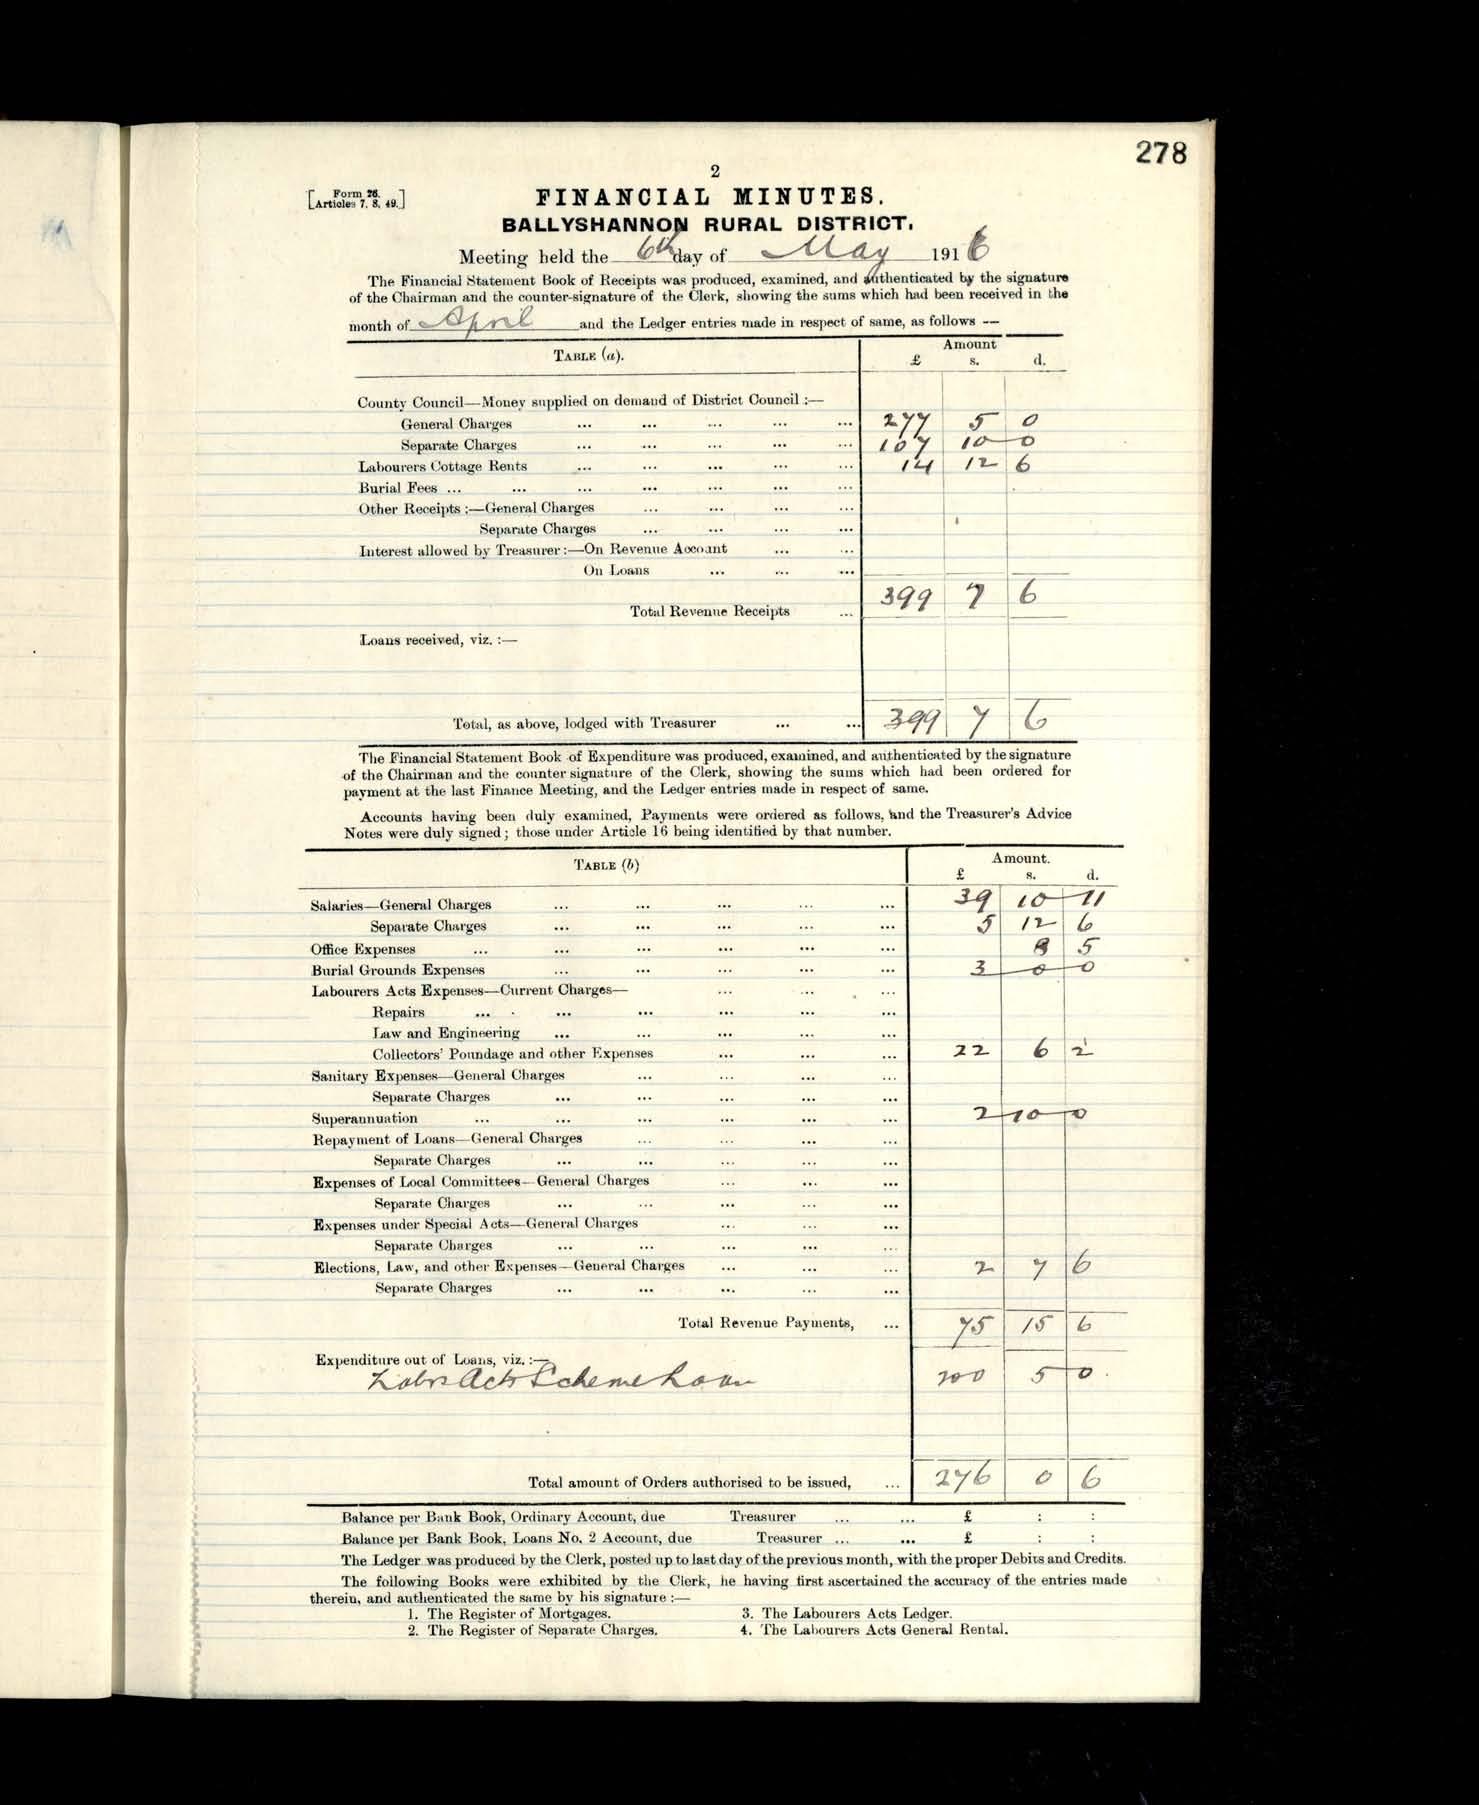 278
2
[Form 26. Articles 7, 8, 49.]
FINANCIAL MINUTES.
BALLYSHANNON RURAL DISTRICT.
Meeting held the 6th day of May 1916
The Financial Statement Book of Receipts was produced, examined, and authenticated by the signature
of the Chairman and the counter-signature of the Clerk, showing the sums which had been received in the
month of April and the Ledger entries made in respect of same, as follows —
TABLE (a). Amount
£ s. d.
County Council—Money supplied on demand of District Council :—
General Charges ... ... ... ... ... 277 5 0
Separate Charges ... ... ... ... ... 107 10 0
Labourers Cottage Rents ... ... ... ... ... 14 12 6
Burial Fees ... ... ... ... ... ... ...
Other Receipts :—General Charges ... ... ... ...
Separate Charges ... ... ... ...
Interest allowed by Treasurer :—On Revenue Account ... ...
On Loans ... ... ...
Total Revenue Receipts ... 399 7 6
Loans received, viz. :—
Total, as above, lodged with Treasurer ... ... 399 7 6
The Financial Statement Book of Expenditure was produced, examined, and authenticated by the signature
of the Chairman and the counter signature of the Clerk, showing the sums which had been ordered for
payment at the last Finance Meeting, and the Ledger entries made in respect of same.
Accounts having been duly examined, Payments were ordered as follows, and the Treasurer's Advice
Notes were duly signed; those under Article 16 being identified by that number.
TABLE (b) Amount.
£ s. d.
Salaries—General Charges ... ... ... ... ... 39 10 11
Separate Charges ... ... ... ... ... 5 12 6
Office Expenses ... ... ... ... ... ... 8 5
Burial Grounds Expenses ... ... ... ... ... 3 0 0
Labourers Acts Expenses—Current Charges— ... ... ...
Repairs ... ... ... ... ... ...
Law and Engineering ... ... ... ... ...
Collectors' Poundage and other Expenses ... ... ... 22 6 2
Sanitary Expenses—General Charges ... ... ... ...
Separate Charges ... ... ... ... ...
Superannuation ... ... ... ... ... ... 2 10 0
Repayment of Loans—General Charges ... ... ... ...
Separate Charges ... ... ... ... ...
Expenses of Local Committees—General Charges ... ... ...
Separate Charges ... ... ... ... ...
Expenses under Special Acts—General Charges ... ... ...
Separate Charges ... ... ... ... ...
Elections, Law, and other Expenses—General Charges ... ... ... 2 7 6
Separate Charges ... ... ... ... ...
Total Revenue Payments, ... 75 15 6
Expenditure out of Loans, viz. :—
Labrs Acts Scheme Loan 200 5 0
Total amount of Orders authorised to be issued, ... 276 0 6
Balance per Bank Book, Ordinary Account, due Treasurer ... ... £ : :
Balance per Bank Book, Loans No. 2 Account, due Treasurer ... ... £ : :
The Ledger was produced by the Clerk, posted up to last day of the previous month, with the proper Debits and Credits.
The following Books were exhibited by the Clerk, he having first ascertained the accuracy of the entries made
therein, and authenticated the same by his signature :—
1. The Register of Mortgages. 3. The Labourers Acts Ledger.
2. The Register of Separate Charges. 4. The Labourers Acts General Rental.